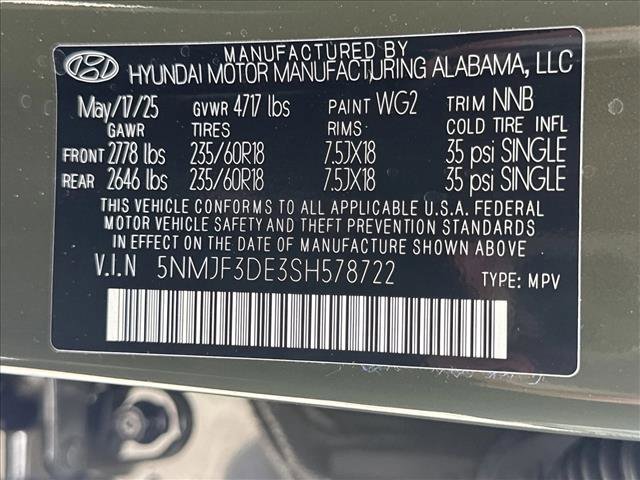 MANUFACTURED BY
HYUNDAI MOTOR MANUFACTURING ALABAMA, LLC
May/17/25 GVWR 4717 lbs PAINT WG2 TRIM NNB
GAWR TIRES RIMS COLD TIRE INFL
FRONT 2778 lbs 235/60R18 7.5JX18 35 psi SINGLE
REAR 2646 lbs 235/60R18 7.5JX18 35 psi SINGLE
THIS VEHICLE CONFORMS TO ALL APPLICABLE U.S.A. FEDERAL
MOTOR VEHICLE SAFETY AND THEFT PREVENTION STANDARDS
IN EFFECT ON THE DATE OF MANUFACTURE SHOWN ABOVE.
V.I.N 5NMJF3DE3SH578722 TYPE: MPV